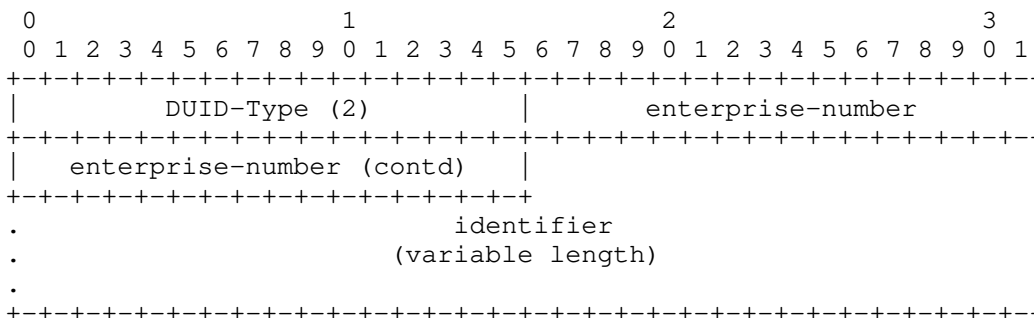 0                   1                   2                   3
 0 1 2 3 4 5 6 7 8 9 0 1 2 3 4 5 6 7 8 9 0 1 2 3 4 5 6 7 8 9 0 1
+-+-+-+-+-+-+-+-+-+-+-+-+-+-+-+-+-+-+-+-+-+-+-+-+-+-+-+-+-+-+-+-
|         DUID-Type (2)         |       enterprise-number
+-+-+-+-+-+-+-+-+-+-+-+-+-+-+-+-+-+-+-+-+-+-+-+-+-+-+-+-+-+-+-+-
|   enterprise-number (contd)   |
+-+-+-+-+-+-+-+-+-+-+-+-+-+-+-+-+
.                           identifier
.                       (variable length)
.
+-+-+-+-+-+-+-+-+-+-+-+-+-+-+-+-+-+-+-+-+-+-+-+-+-+-+-+-+-+-+-+-